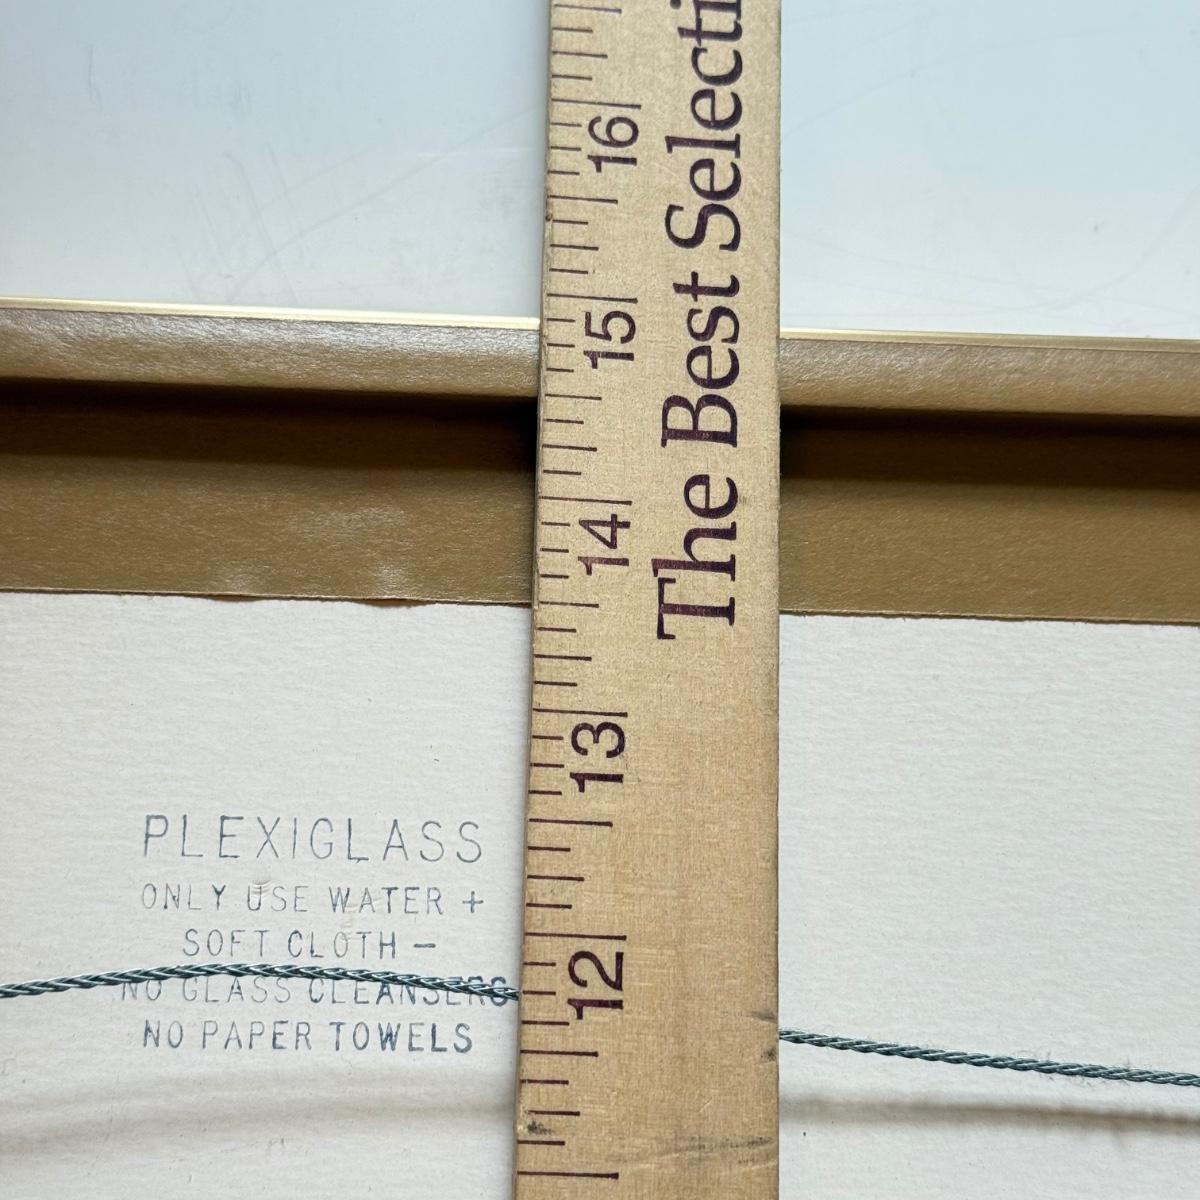 16
15
14
13
12
The Best Selecti
PLEXIGLASS
ONLY USE WATER +
SOFT CLOTH —
NO GLASS CLEANSERS
NO PAPER TOWELS